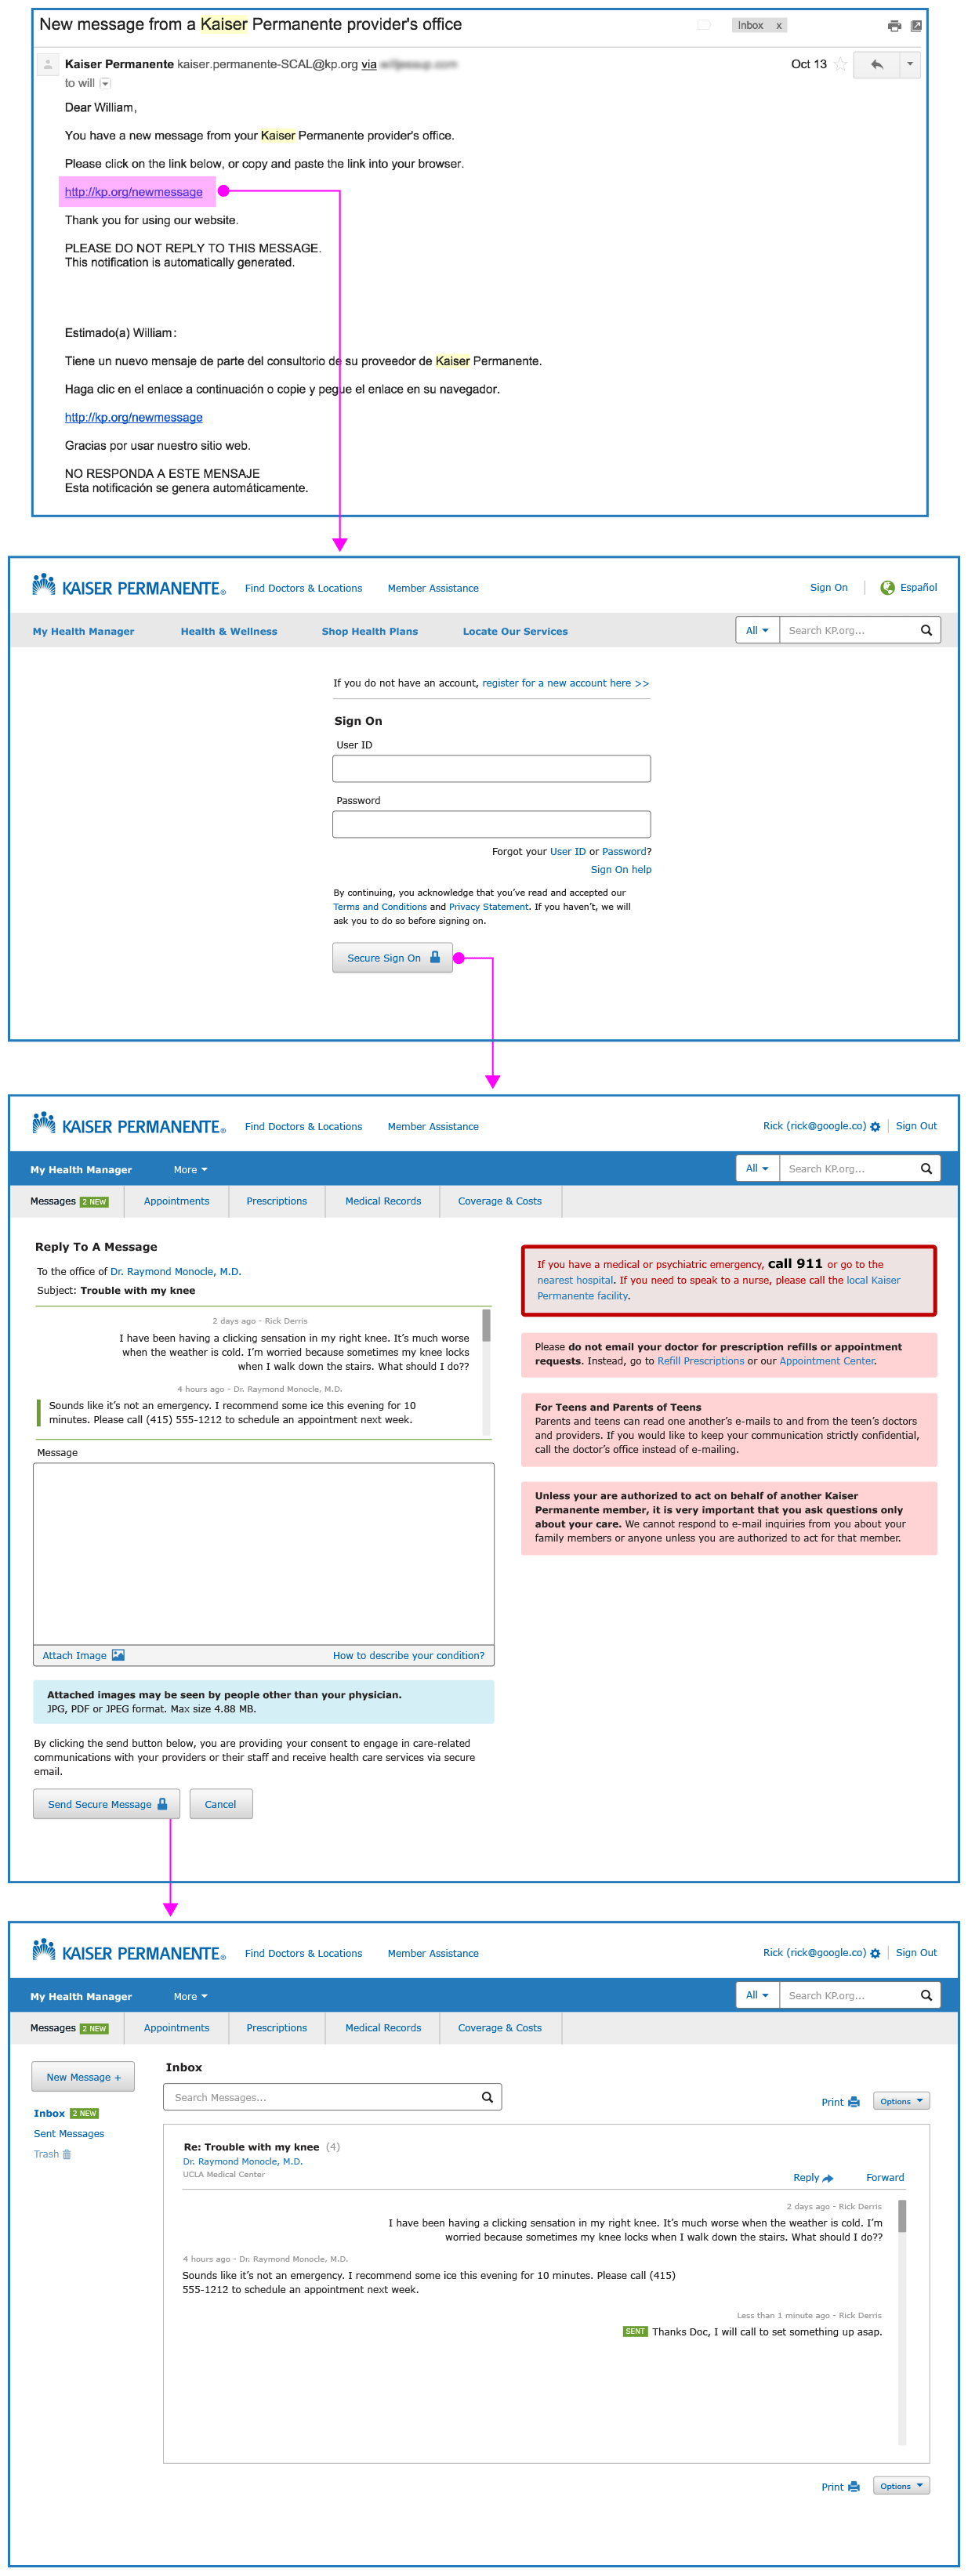 New message from a Kaiser Permanente provider's office
Inbox x
Kaiser Permanente kaiser.permanente-SCAL@kp.org via
Oct 13
to will
Dear William,
You have a new message from your Kaiser Permanente provider's office.
Please click on the link below, or copy and paste the link into your browser.
http://kp.org/newmessage
Thank you for using our website.
PLEASE DO NOT REPLY TO THIS MESSAGE.
This notification is automatically generated.
Estimado(a) William:
Tiene un nuevo mensaje de parte del consultorio de su proveedor de Kaiser Permanente.
Haga clic en el enlace a continuación o copie y pegue el enlace en su navegador.
http://kp.org/newmessage
Gracias por usar nuestro sitio web.
NO RESPONDA A ESTE MENSAJE
Esta notificación se genera automáticamente.
KAISER PERMANENTE® Find Doctors & Locations Member Assistance Sign On Español
My Health Manager Health & Wellness Shop Health Plans Locate Our Services All Search KP.org...
If you do not have an account, register for a new account here >>
Sign On
User ID
Password
Forgot your User ID or Password?
Sign On help
By continuing, you acknowledge that you've read and accepted our
Terms and Conditions and Privacy Statement. If you haven't, we will
ask you to do so before signing on.
Secure Sign On
KAISER PERMANENTE® Find Doctors & Locations Member Assistance Rick (rick@google.co) Sign Out
My Health Manager More All Search KP.org...
Messages 2 NEW Appointments Prescriptions Medical Records Coverage & Costs
Reply To A Message
To the office of Dr. Raymond Monocle, M.D.
Subject: Trouble with my knee
2 days ago - Rick Derris
I have been having a clicking sensation in my right knee. It's much worse
when the weather is cold. I'm worried because sometimes my knee locks
when I walk down the stairs. What should I do??
4 hours ago - Dr. Raymond Monocle, M.D.
Sounds like it's not an emergency. I recommend some ice this evening for 10
minutes. Please call (415) 555-1212 to schedule an appointment next week.
Message
Attach Image How to describe your condition?
Attached images may be seen by people other than your physician.
JPG, PDF or JPEG format. Max size 4.88 MB.
By clicking the send button below, you are providing your consent to engage in care-related
communications with your providers or their staff and receive health care services via secure
email.
Send Secure Message Cancel
If you have a medical or psychiatric emergency, call 911 or go to the
nearest hospital. If you need to speak to a nurse, please call the local Kaiser
Permanente facility.
Please do not email your doctor for prescription refills or appointment
requests. Instead, go to Refill Prescriptions or our Appointment Center.
For Teens and Parents of Teens
Parents and teens can read one another's e-mails to and from the teen's doctors
and providers. If you would like to keep your communication strictly confidential,
call the doctor's office instead of e-mailing.
Unless your are authorized to act on behalf of another Kaiser
Permanente member, it is very important that you ask questions only
about your care. We cannot respond to e-mail inquiries from you about your
family members or anyone unless you are authorized to act for that member.
KAISER PERMANENTE® Find Doctors & Locations Member Assistance Rick (rick@google.co) Sign Out
My Health Manager More All Search KP.org...
Messages 2 NEW Appointments Prescriptions Medical Records Coverage & Costs
New Message +
Inbox 2 NEW
Sent Messages
Trash
Inbox
Search Messages...
Print Options
Re: Trouble with my knee (4)
Dr. Raymond Monocle, M.D.
UCLA Medical Center
Reply Forward
2 days ago - Rick Derris
I have been having a clicking sensation in my right knee. It's much worse when the weather is cold. I'm
worried because sometimes my knee locks when I walk down the stairs. What should I do??
4 hours ago - Dr. Raymond Monocle, M.D.
Sounds like it's not an emergency. I recommend some ice this evening for 10 minutes. Please call (415)
555-1212 to schedule an appointment next week.
Less than 1 minute ago - Rick Derris
SENT Thanks Doc, I will call to set something up asap.
Print Options